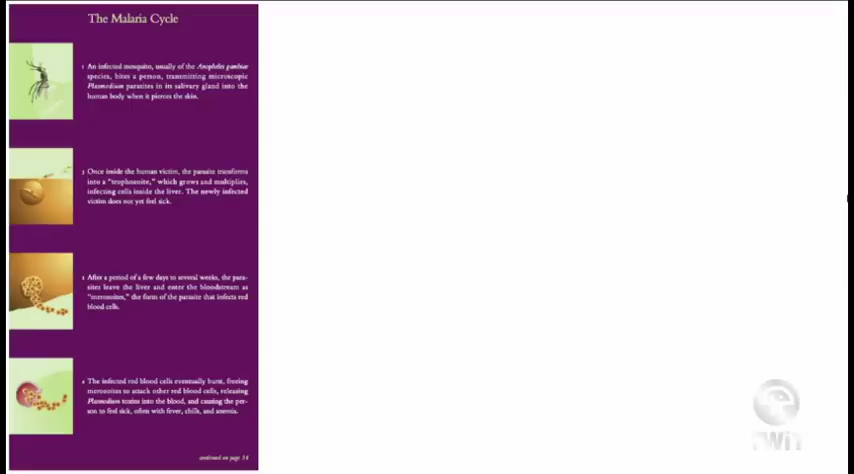 The Malaria Cycle
1 An infected mosquito, usually of the Anopheles gambiae
species, bites a person, transmitting microscopic
Plasmodium parasites in its salivary gland into the
human body when it pierces the skin.
2 Once inside the human victim, the parasite transforms
into a "trophozoite," which grows and multiplies,
infecting cells inside the liver. The newly infected
victim does not yet feel sick.
3 After a period of a few days to several weeks, the para-
sites leave the liver and enter the bloodstream as
"merozoites," the form of the parasite that infects red
blood cells.
4 The infected red blood cells eventually burst, freeing
merozoites to attack other red blood cells, releasing
Plasmodium toxins into the blood, and causing the per-
son to feel sick, often with fever, chills, and anemia.
continued on page 34
TWiT